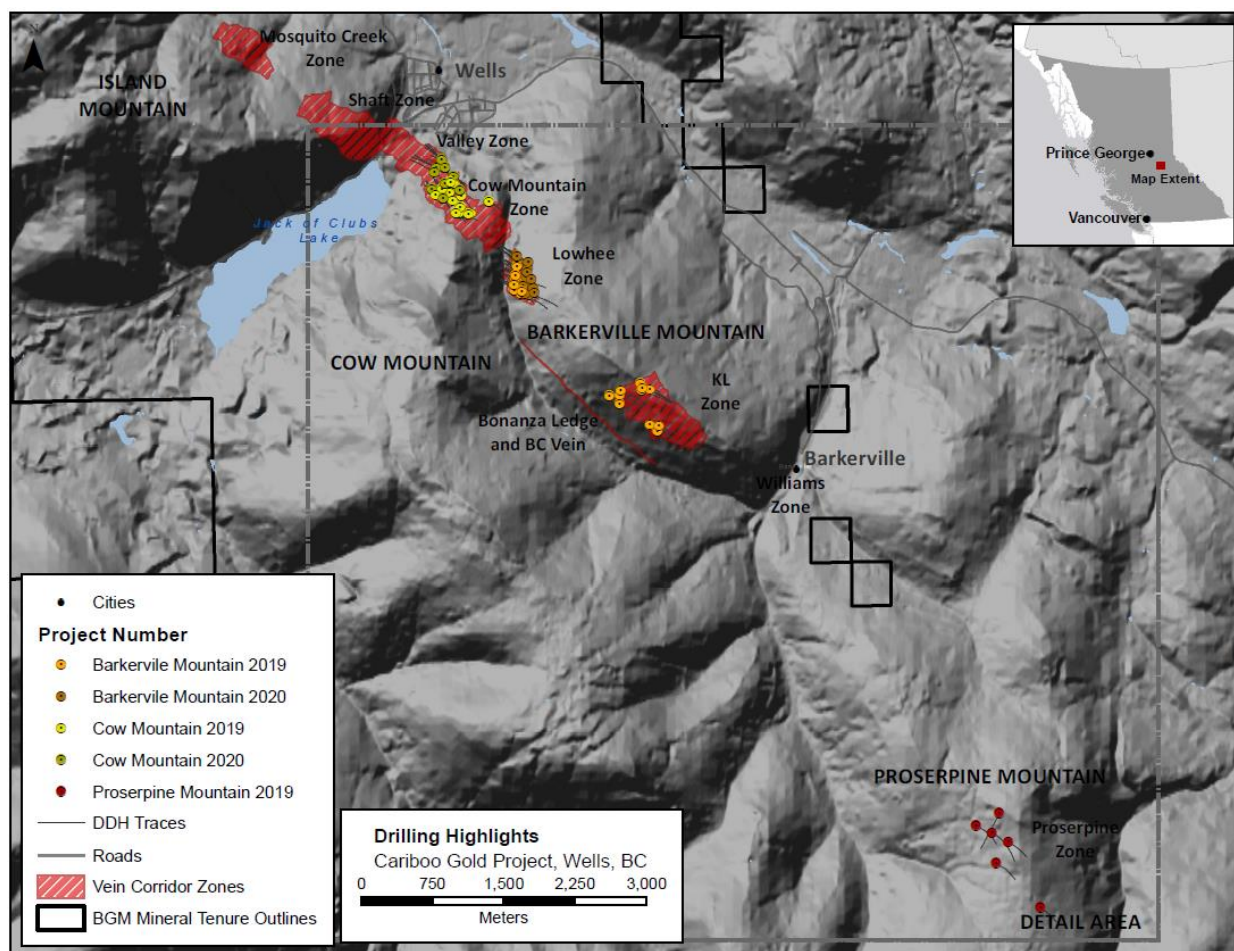 N
Mosquito Creek
Zone
ISLAND
MOUNTAIN
Wells
Shaft Zone
Valley Zone
Cow Mountain
Zone
Jack of Clubs
Lake
Lowhee
Zone
BARKERVILLE MOUNTAIN
COW MOUNTAIN
KL
Zone
Bonanza Ledge
and BC Vein
Barkerville
Williams
Zone
PROSERPINE MOUNTAIN
Proserpine
Zone
DETAIL AREA
Prince George
Map Extent
Vancouver
Cities
Project Number
Barkervile Mountain 2019
Barkervile Mountain 2020
Cow Mountain 2019
Cow Mountain 2020
Proserpine Mountain 2019
DDH Traces
Roads
Vein Corridor Zones
BGM Mineral Tenure Outlines
Drilling Highlights
Cariboo Gold Project, Wells, BC
0 750 1,500 2,250 3,000
Meters